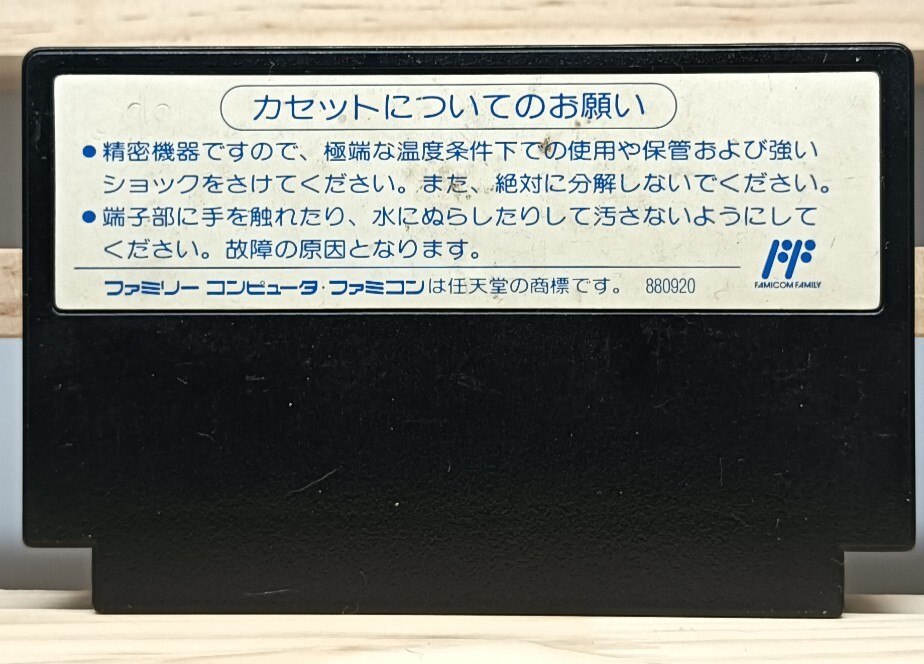 カセットについてのお願い
●精密機器ですので、極端な温度条件下での使用や保管および強い
ショックをさけてください。また、絶対に分解しないでください。
●端子部に手を触れたり、水にぬらしたりして汚さないようにして
ください。故障の原因となります。
ファミリー コンピュータ・ファミコンは任天堂の商標です。 880920
FAMICOM FAMILY